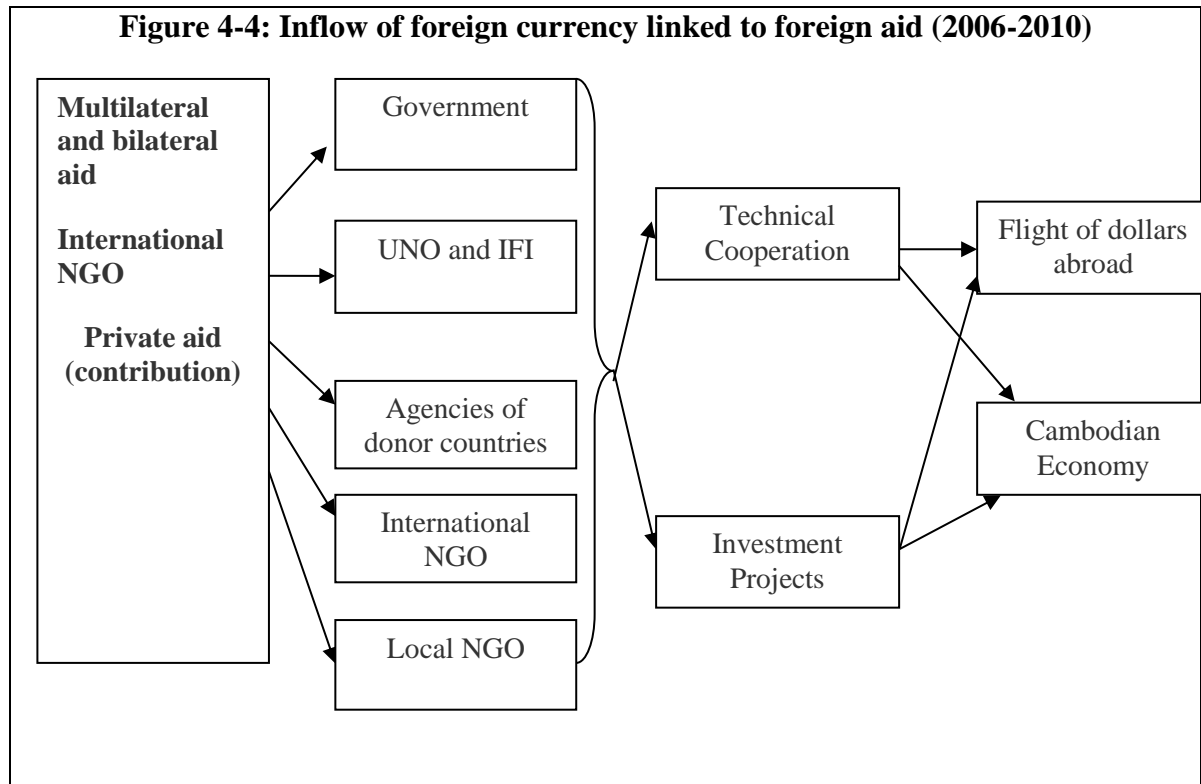 Figure 4-4: Inflow of foreign currency linked to foreign aid (2006-2010)
Multilateral
and bilateral
aid
International
NGO
Private aid
(contribution)
Government
UNO and IFI
Agencies of
donor countries
International
NGO
Local NGO
Technical
Cooperation
Investment
Projects
Flight of dollars
abroad
Cambodian
Economy